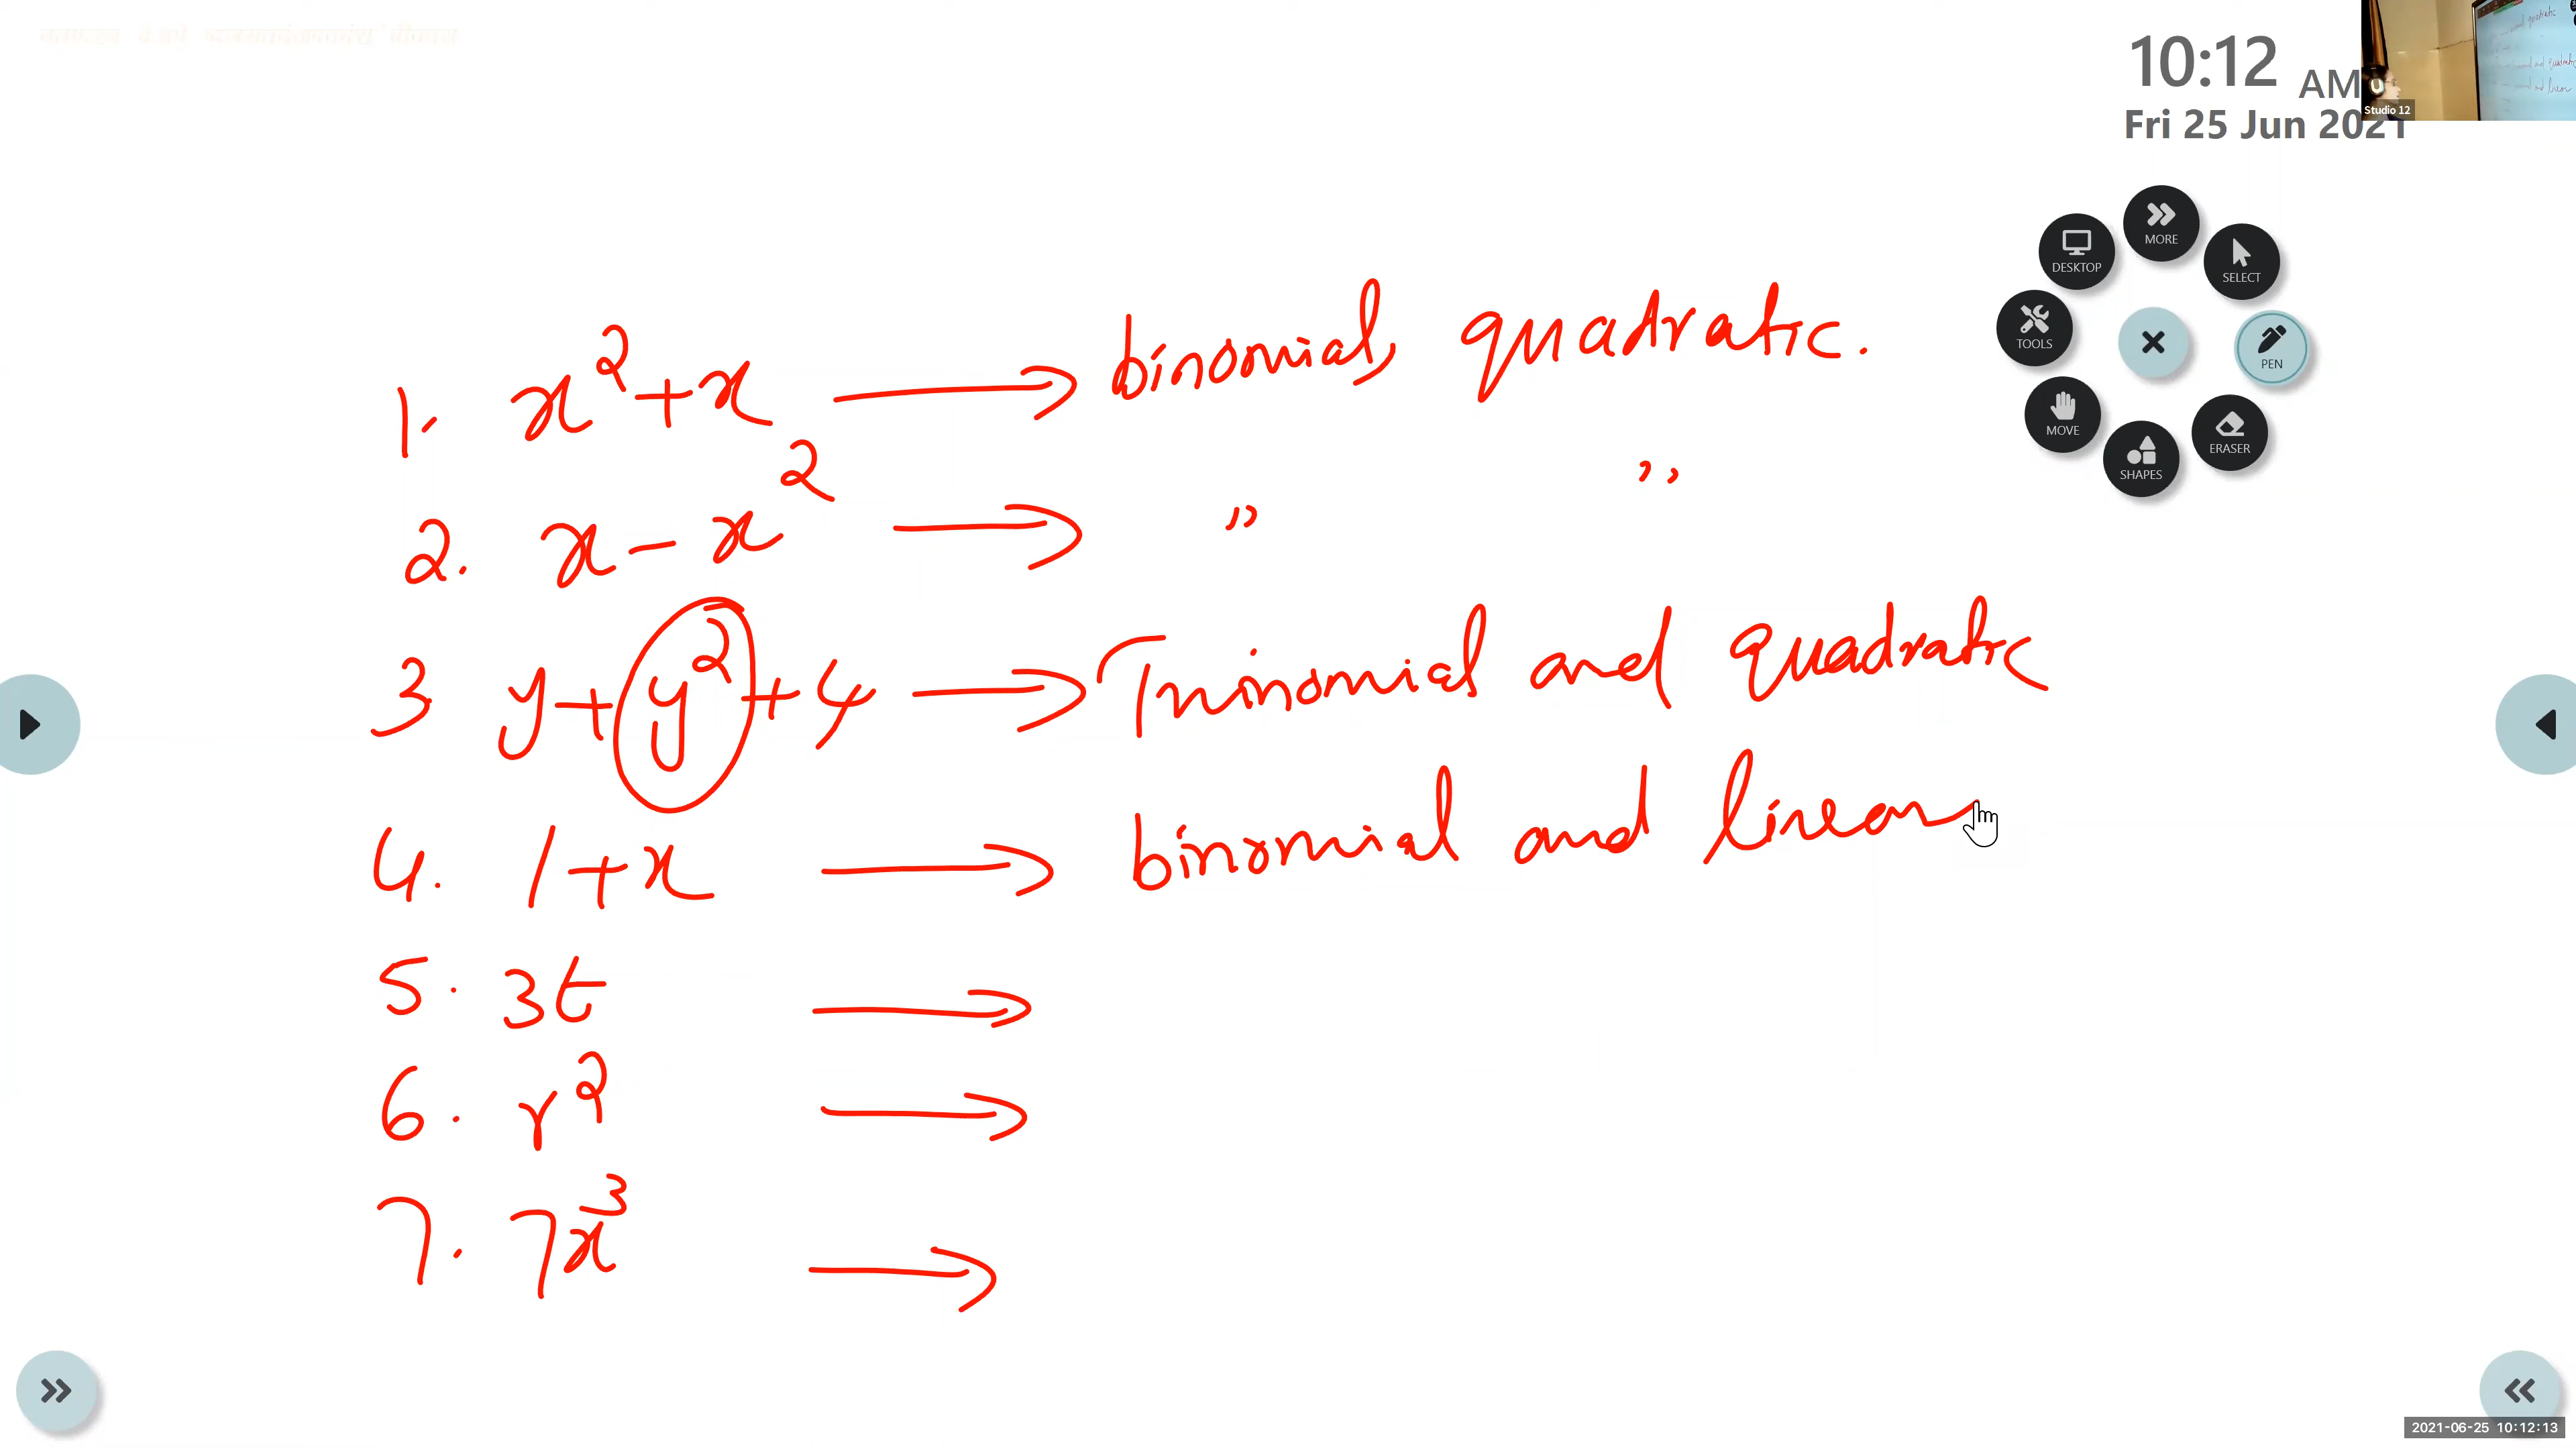 10:12 AM
Fri 25 Jun 2021
Studio 12
MORE
DESKTOP
SELECT
TOOLS
PEN
MOVE
ERASER
SHAPES
1. x²+x → binomial, quadratic.
2. x - x² → " "
3 y+y²+4 → Trinomial and quadratic
4. 1+x → binomial and linear
5. 3t →
6. r² →
7. 7x³ →
2021-06-25 10:12:13